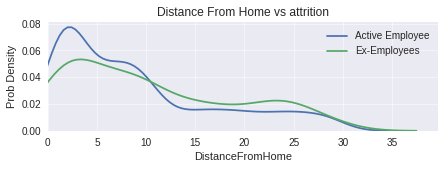 Distance From Home vs attrition
Active Employee
Ex-Employees
Prob Density
0.08
0.06
0.04
0.02
0.00
0 5 10 15 20 25 30 35
DistanceFromHome